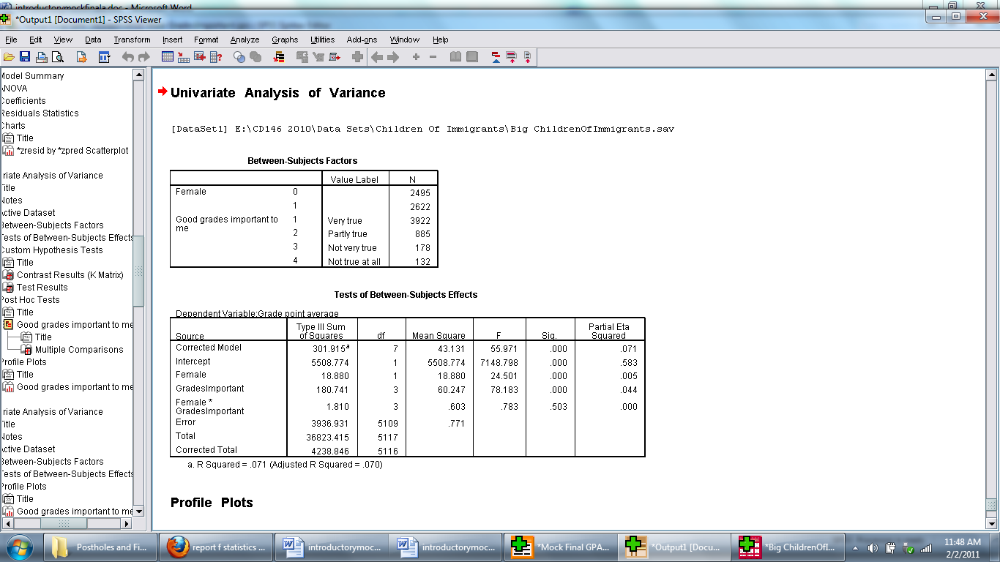 introductorymockfinala.doc - Microsoft Word
*Output1 [Document1] - SPSS Viewer
File Edit View Data Transform Insert Format Analyze Graphs Utilities Add-ons Window Help
Model Summary
ANOVA
Coefficients
Residuals Statistics
Charts
Title
*zresid by *zpred Scatterplot
riate Analysis of Variance
Title
Notes
Active Dataset
Between-Subjects Factors
Tests of Between-Subjects Effects
Custom Hypothesis Tests
Title
Contrast Results (K Matrix)
Test Results
Post Hoc Tests
Title
Good grades important to me
Title
Multiple Comparisons
Profile Plots
Title
Good grades important to me
riate Analysis of Variance
Title
Notes
Active Dataset
Between-Subjects Factors
Tests of Between-Subjects Effects
Profile Plots
Title
Good grades important to me
Univariate Analysis of Variance
[DataSet1] E:\CD146 2010\Data Sets\Children Of Immigrants\Big ChildrenOfImmigrants.sav
Between-Subjects Factors
Value Label N
Female 0 2495
1 2622
Good grades important to me 1 Very true 3922
2 Partly true 885
3 Not very true 178
4 Not true at all 132
Tests of Between-Subjects Effects
Dependent Variable:Grade point average
Source Type III Sum of Squares df Mean Square F Sig. Partial Eta Squared
Corrected Model 301.915a 7 43.131 55.971 .000 .071
Intercept 5508.774 1 5508.774 7148.798 .000 .583
Female 18.880 1 18.880 24.501 .000 .005
GradesImportant 180.741 3 60.247 78.183 .000 .044
Female * GradesImportant 1.810 3 .603 .783 .503 .000
Error 3936.931 5109 .771
Total 36823.415 5117
Corrected Total 4238.846 5116
a. R Squared = .071 (Adjusted R Squared = .070)
Profile Plots
Postholes and Fi... report f statistics ... introductorymoc... introductorymoc... *Mock Final GPA... *Output1 [Docu... *Big ChildrenOfI...
11:48 AM
2/2/2011